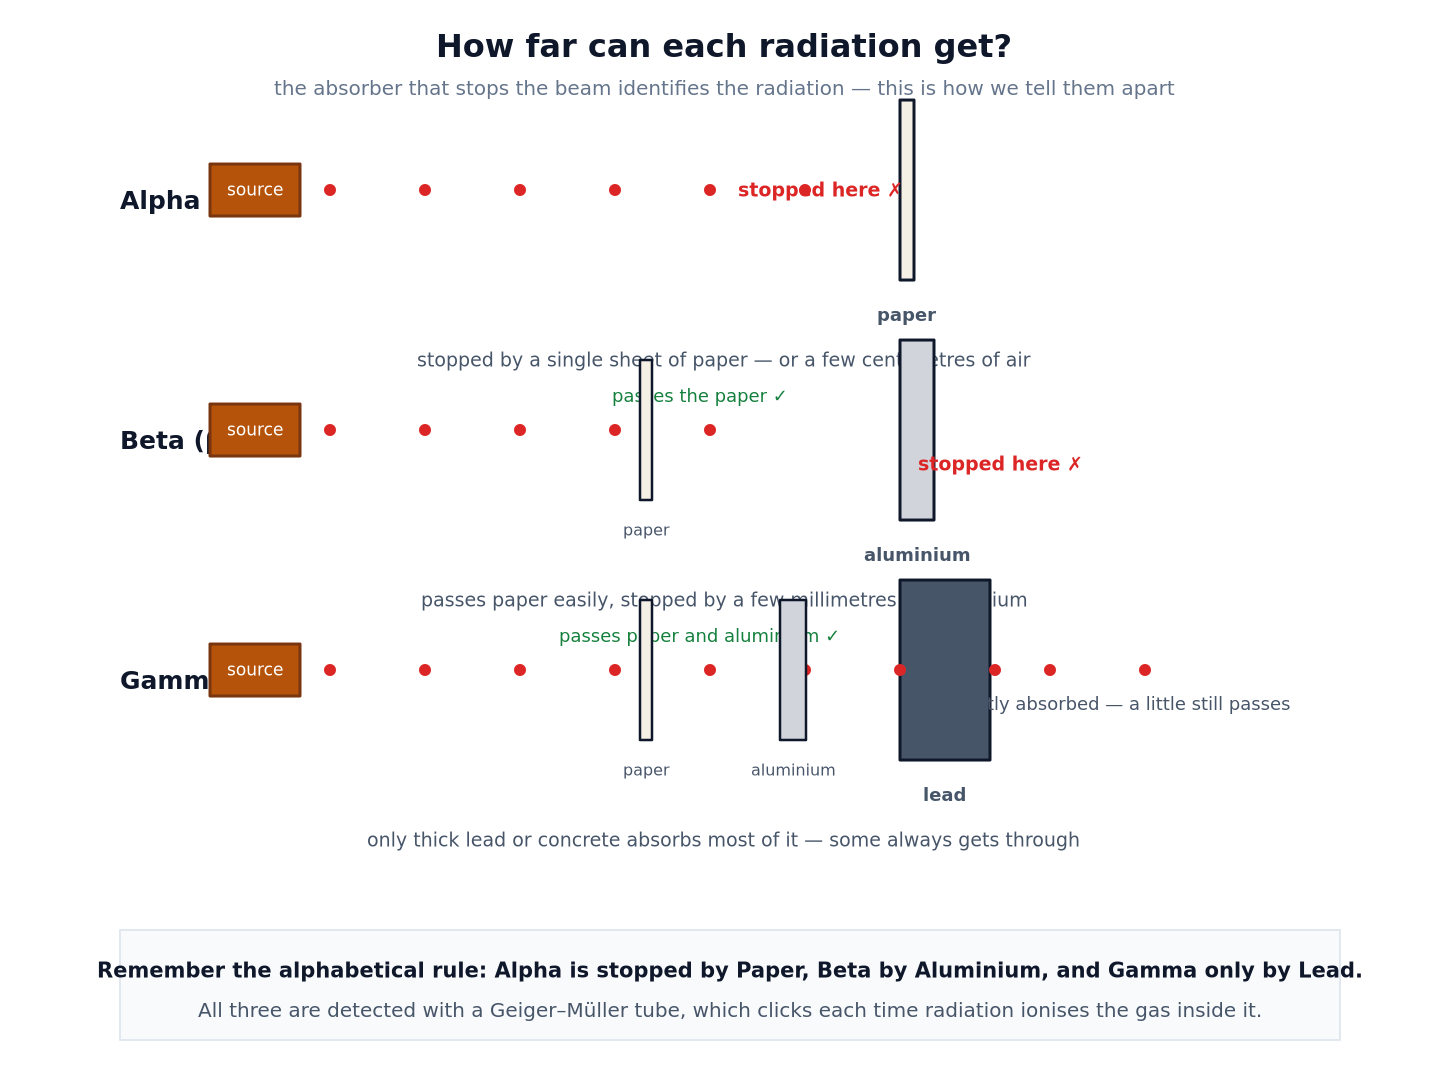 How far can each radiation get?
the absorber that stops the beam identifies the radiation — this is how we tell them apart
Alpha
source
stopped here ✗
paper
stopped by a single sheet of paper — or a few centimetres of air
passes the paper ✓
Beta (
source
stopped here ✗
paper
aluminium
passes paper easily, stopped by a few millimetres
passes paper and aluminium ✓
Gamm
source
absorbed — a little still passes
paper
aluminium
lead
only thick lead or concrete absorbs most of it — some always gets through
Remember the alphabetical rule: Alpha is stopped by Paper, Beta by Aluminium, and Gamma only by Lead.
All three are detected with a Geiger–Müller tube, which clicks each time radiation ionises the gas inside it.